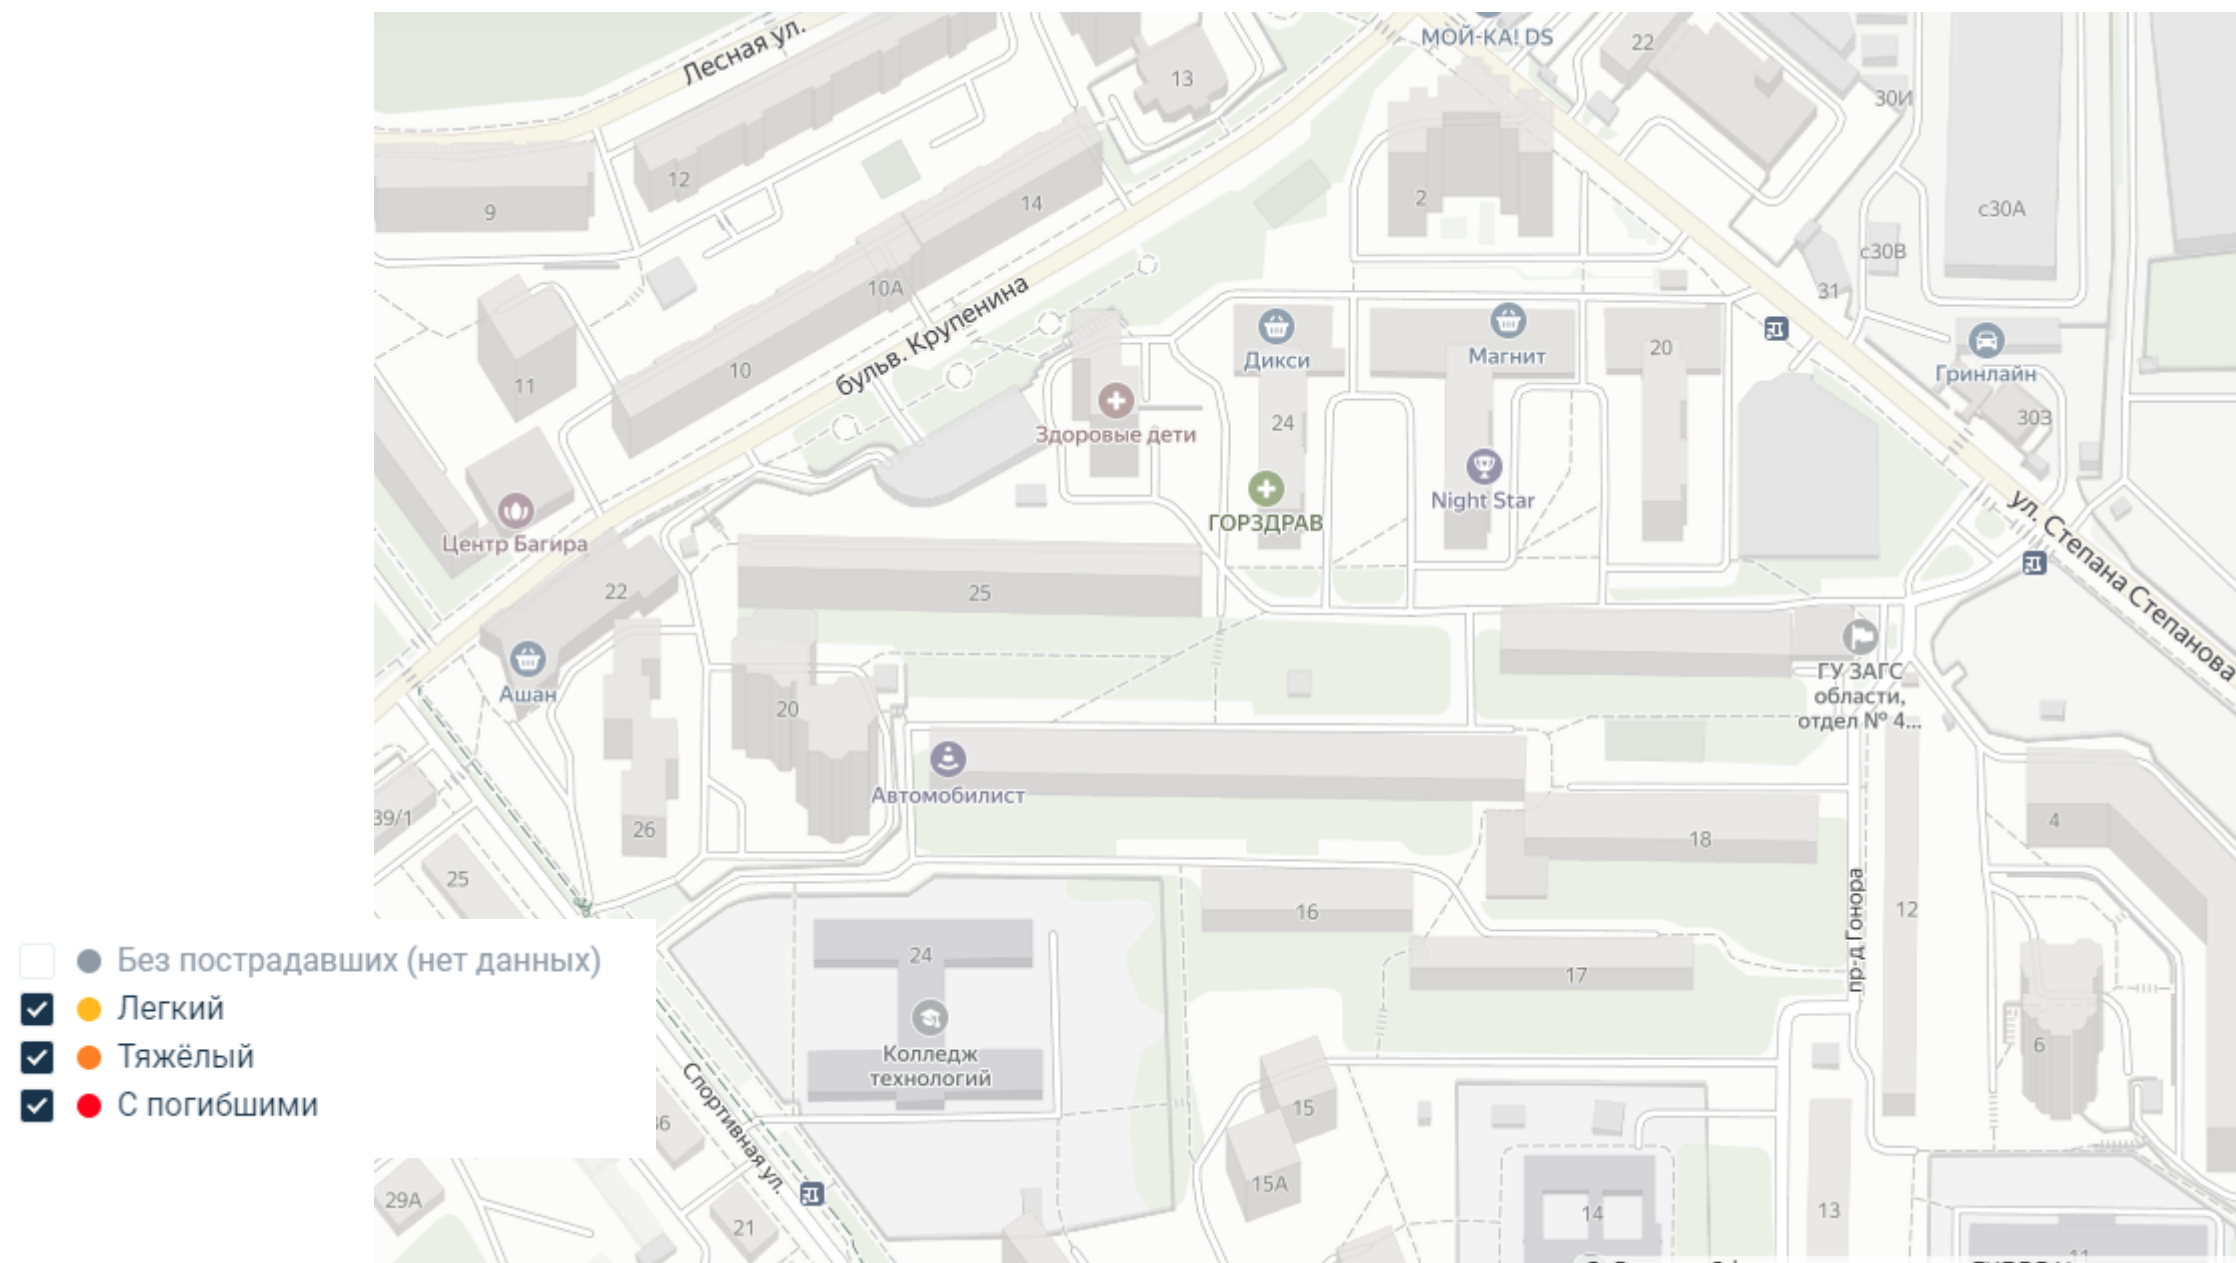 Лесная ул.
13
МОЙ-КА! DS
22
30И
12
9
14
2
с30А
с30В
10А
31
бульв. Крупенина
11
10
Дикси
Магнит
20
Гринлайн
30З
24
Здоровые дети
Night Star
ГОРЗДРАВ
ул. Степана Степанова
Центр Багира
22
25
Ашан
20
ГУ ЗАГС
области,
отдел № 4...
Автомобилист
39/1
26
18
4
25
16
12
пр-д Гонора
24
17
Колледж
технологий
6
Спортивная ул.
15
36
15А
29А
21
14
13
11
Без пострадавших (нет данных)
Легкий
Тяжёлый
С погибшими